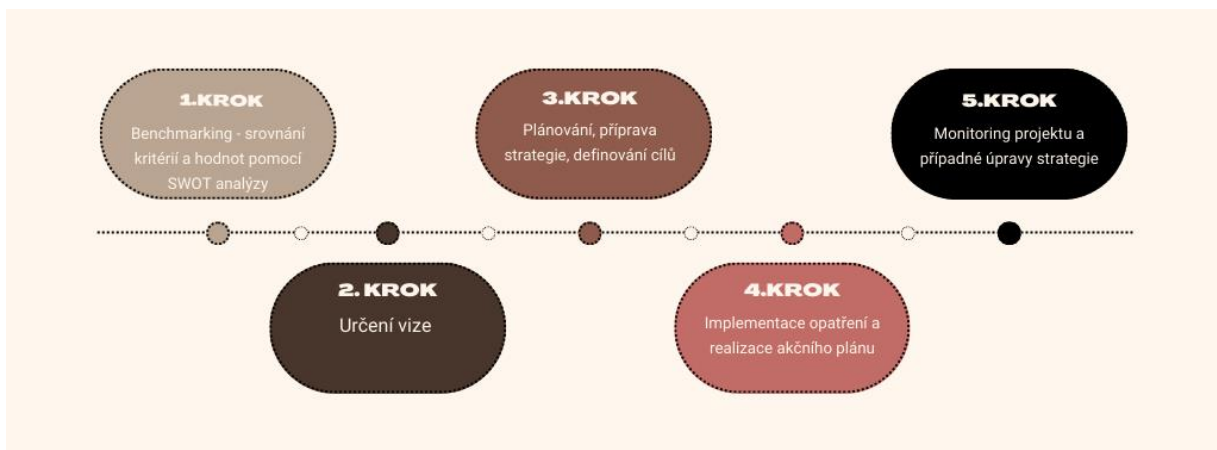 1.KROK
Benchmarking - srovnání
kritérií a hodnot pomocí
SWOT analýzy
2. KROK
Určení vize
3.KROK
Plánování, příprava
strategie, definování cílů
4.KROK
Implementace opatření a
realizace akčního plánu
5.KROK
Monitoring projektu a
případné úpravy strategie